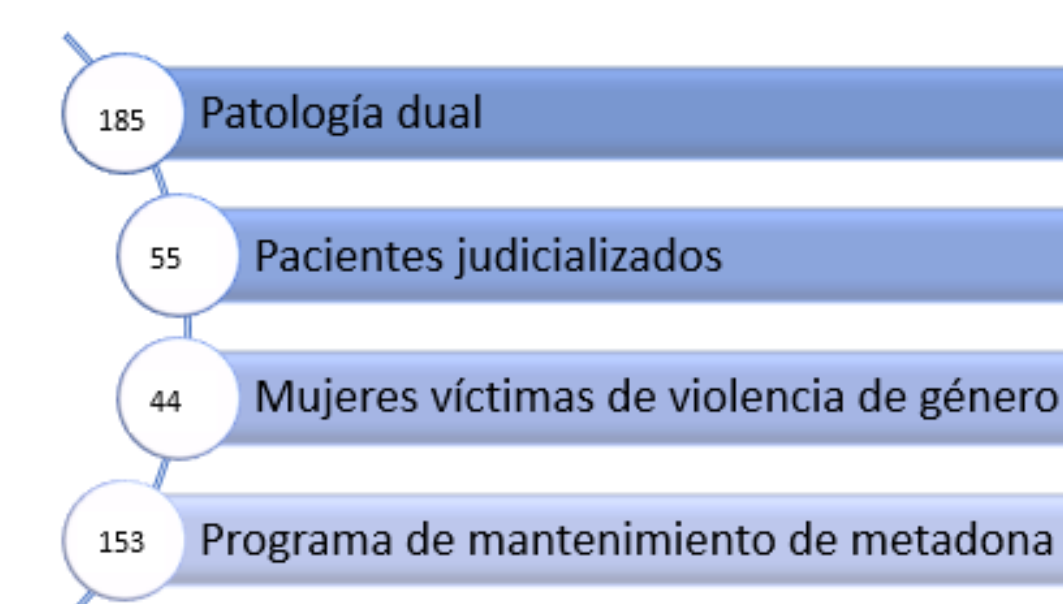 185 Patología dual
55 Pacientes judicializados
44 Mujeres víctimas de violencia de género
153 Programa de mantenimiento de metadona